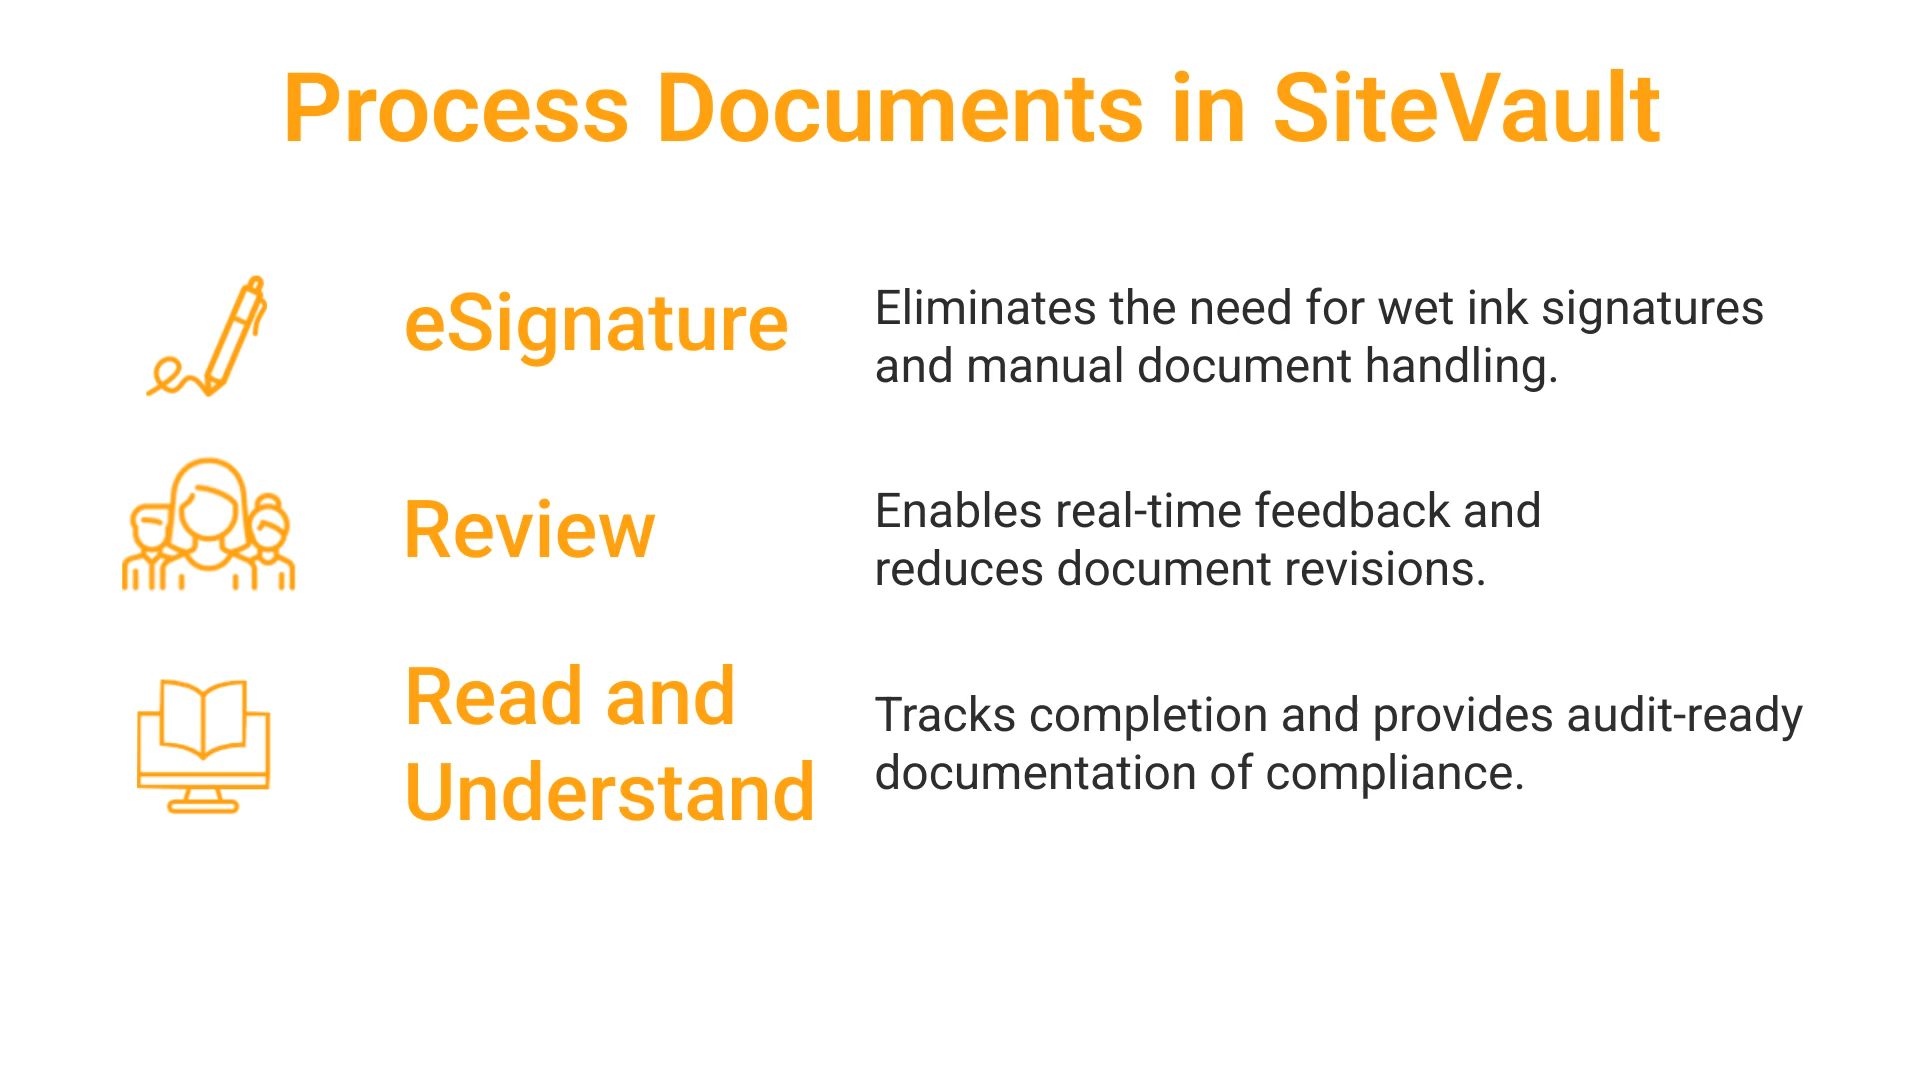 Process Documents in SiteVault
eSignature
Eliminates the need for wet ink signatures
and manual document handling.
Review
Enables real-time feedback and
reduces document revisions.
Read and
Understand
Tracks completion and provides audit-ready
documentation of compliance.